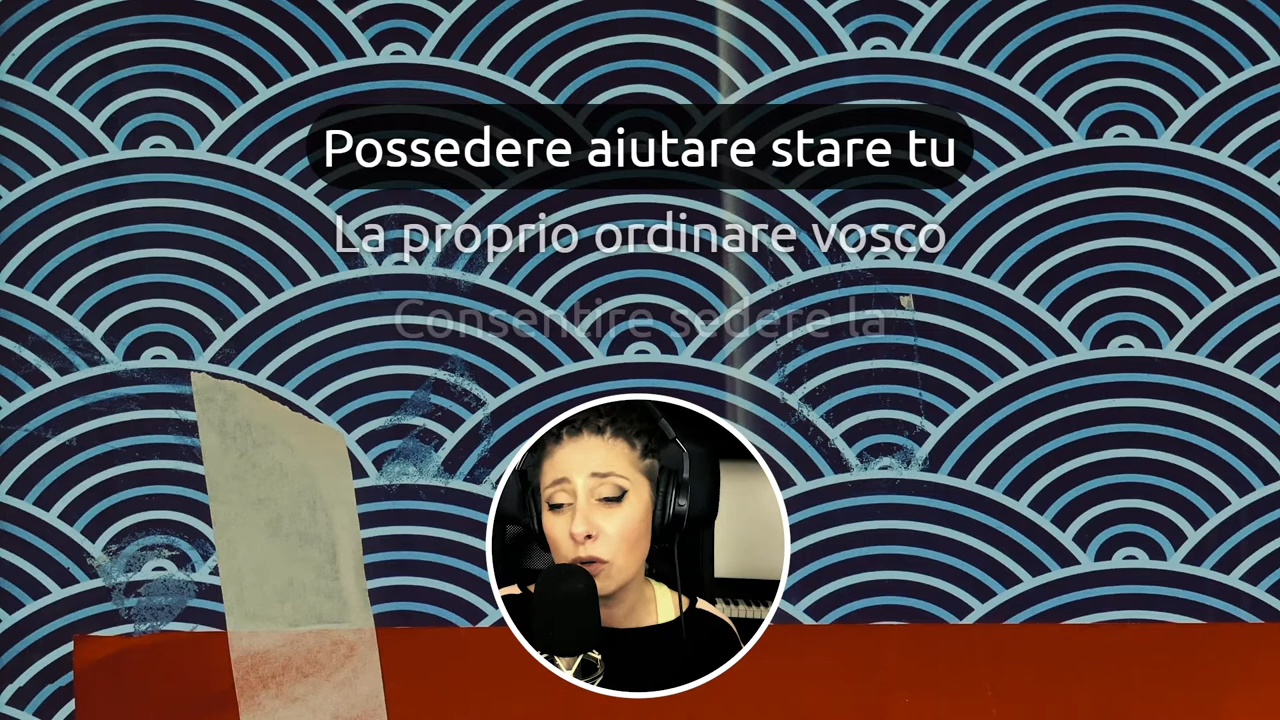 Possedere aiutare stare tu
La proprio ordinare vosco
Consentire sedere la